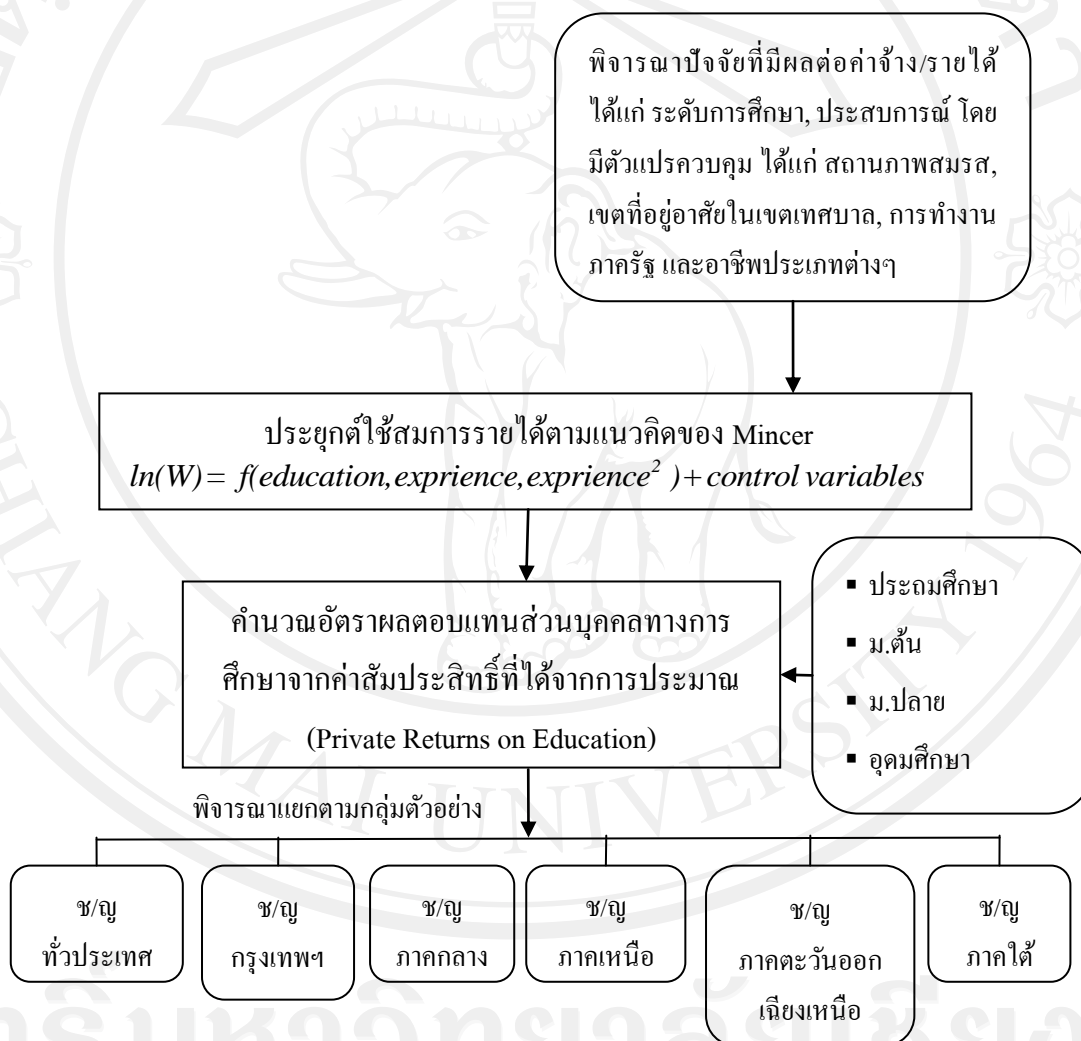 พิจารณาปัจจัยที่มีผลต่อค่าจ้าง/รายได้
ได้แก่ ระดับการศึกษา, ประสบการณ์ โดย
มีตัวแปรควบคุม ได้แก่ สถานภาพสมรส,
เขตที่อยู่อาศัยในเขตเทศบาล, การทำงาน
ภาครัฐ และอาชีพประเภทต่างๆ
ประยุกต์ใช้สมการรายได้ตามแนวคิดของ Mincer
ln(W)= f(education,exprience,exprience² )+control variables
คำนวณอัตราผลตอบแทนส่วนบุคคลทางการ
ศึกษาจากค่าสัมประสิทธิ์ที่ได้จากการประมาณ
(Private Returns on Education)
▪ ประถมศึกษา
▪ ม.ต้น
▪ ม.ปลาย
▪ อุดมศึกษา
พิจารณาแยกตามกลุ่มตัวอย่าง
ช/ญ
ทั่วประเทศ
ช/ญ
กรุงเทพฯ
ช/ญ
ภาคกลาง
ช/ญ
ภาคเหนือ
ช/ญ
ภาคตะวันออก
เฉียงเหนือ
ช/ญ
ภาคใต้
CHIANG MAI UNIVERSITY 1964